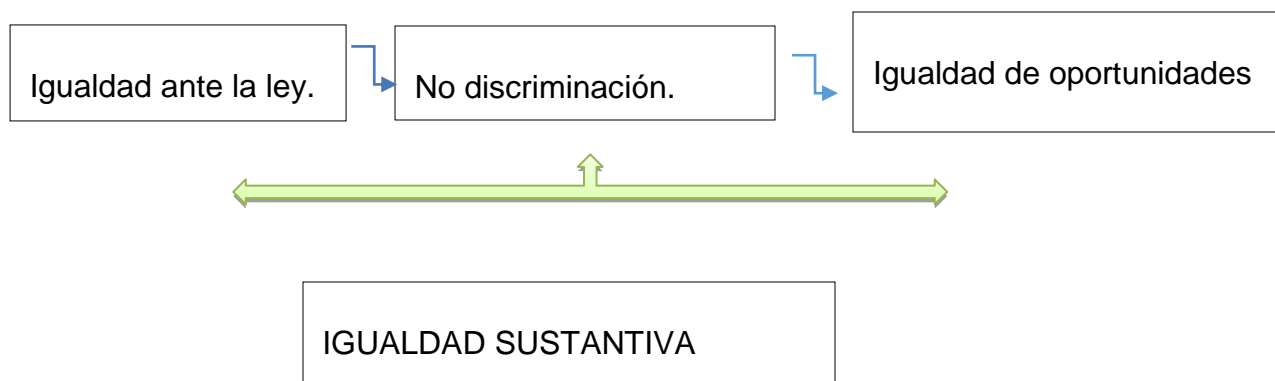 Igualdad ante la ley.
No discriminación.
Igualdad de oportunidades
IGUALDAD SUSTANTIVA